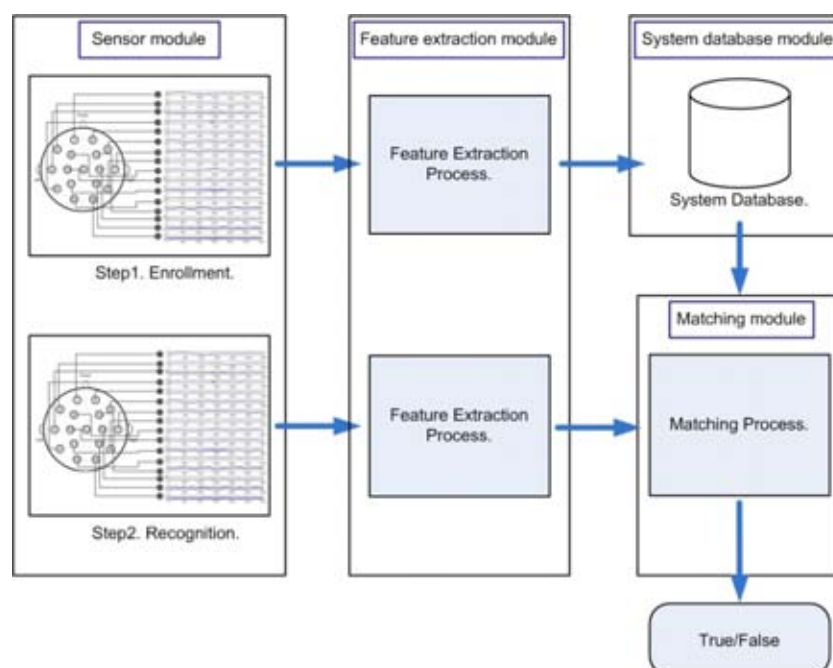 Sensor module
Feature extraction module
System database module
Feature Extraction
Process.
System Database.
Step1. Enrollment.
Matching module
Feature Extraction
Process.
Matching Process.
Step2. Recognition.
True/False